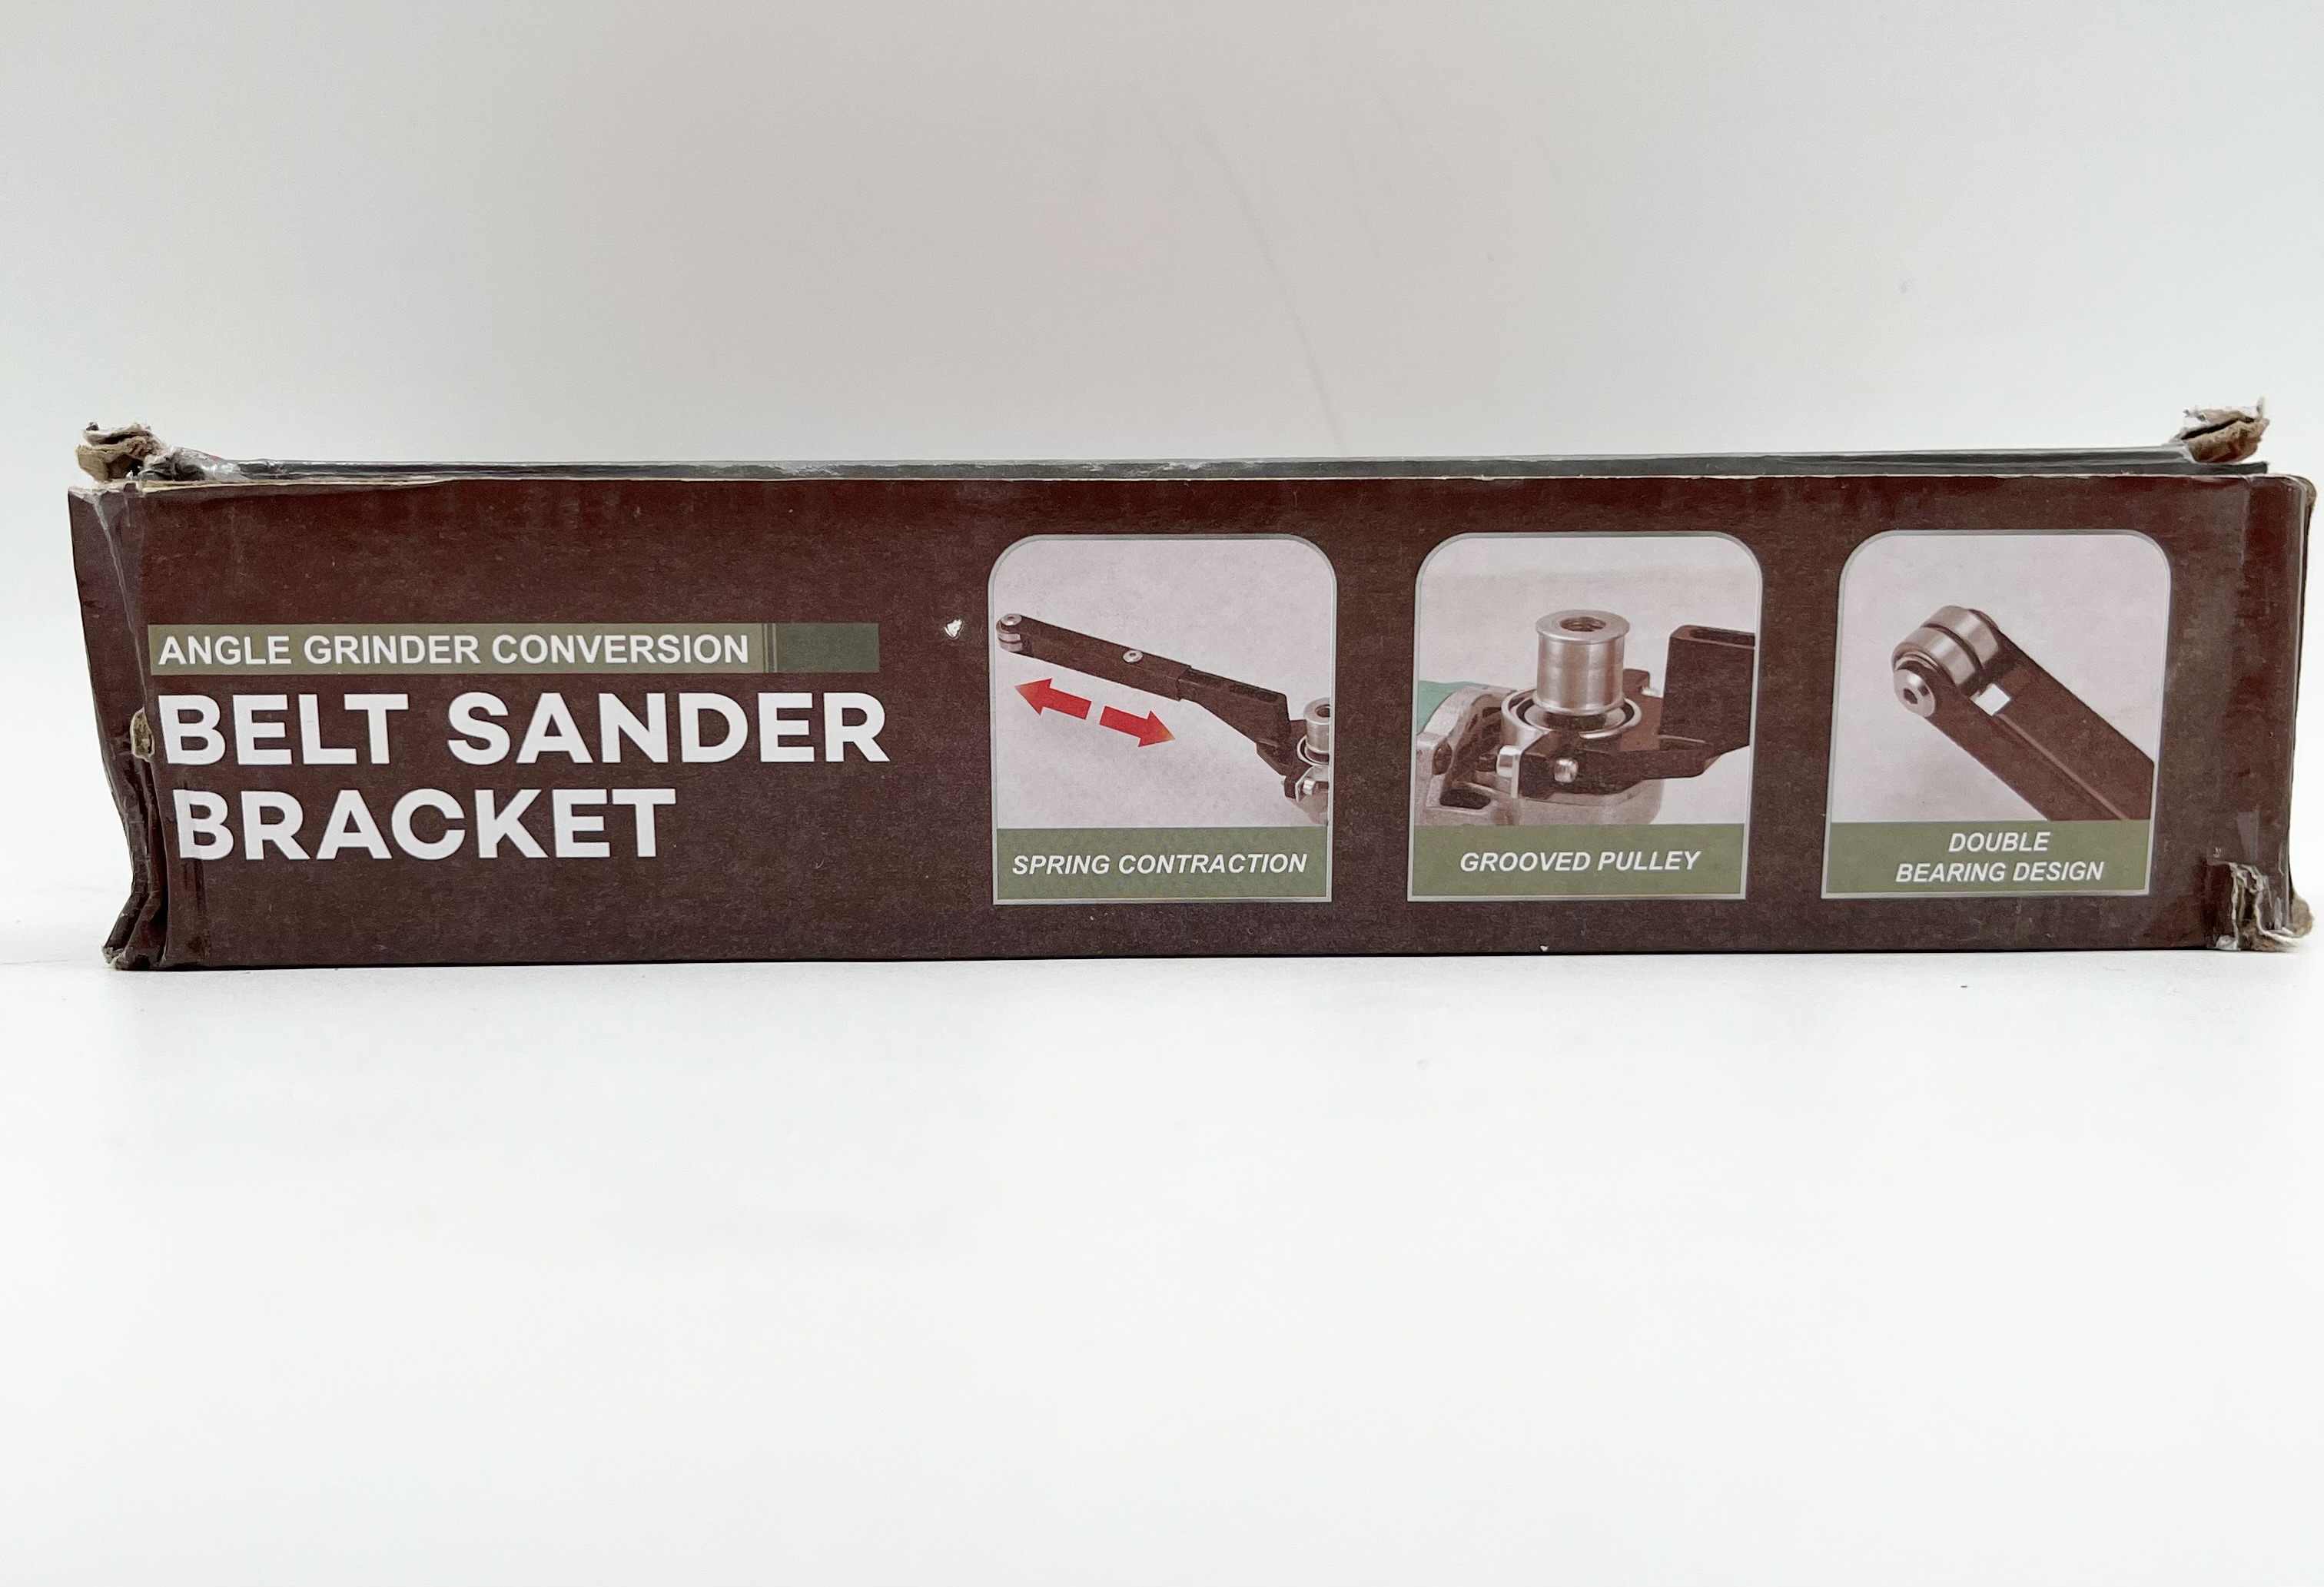 ANGLE GRINDER CONVERSION
BELT SANDER
BRACKET
SPRING CONTRACTION
GROOVED PULLEY
DOUBLE
BEARING DESIGN